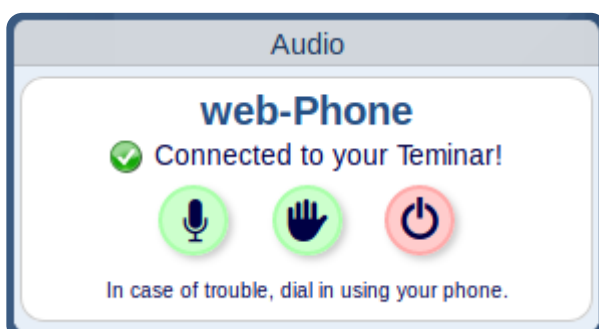 Audio
web-Phone
Connected to your Teminar!
In case of trouble, dial in using your phone.